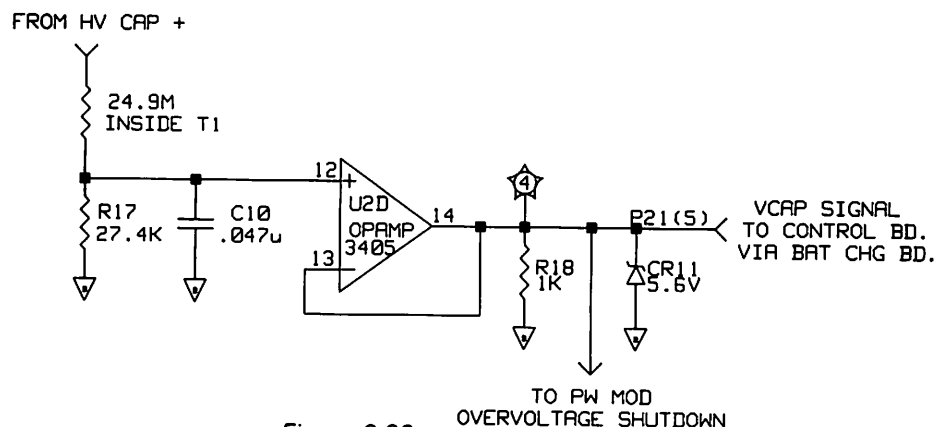 FROM HV CAP +
24.9M
INSIDE T1
R17
27.4K
C10
.047u
12
+
U2D
OPAMP
3405
13
–
14
4
R18
1K
P21(5)
CR11
5.6V
VCAP SIGNAL
TO CONTROL BD.
VIA BAT CHG BD.
TO PW MOD
OVERVOLTAGE SHUTDOWN